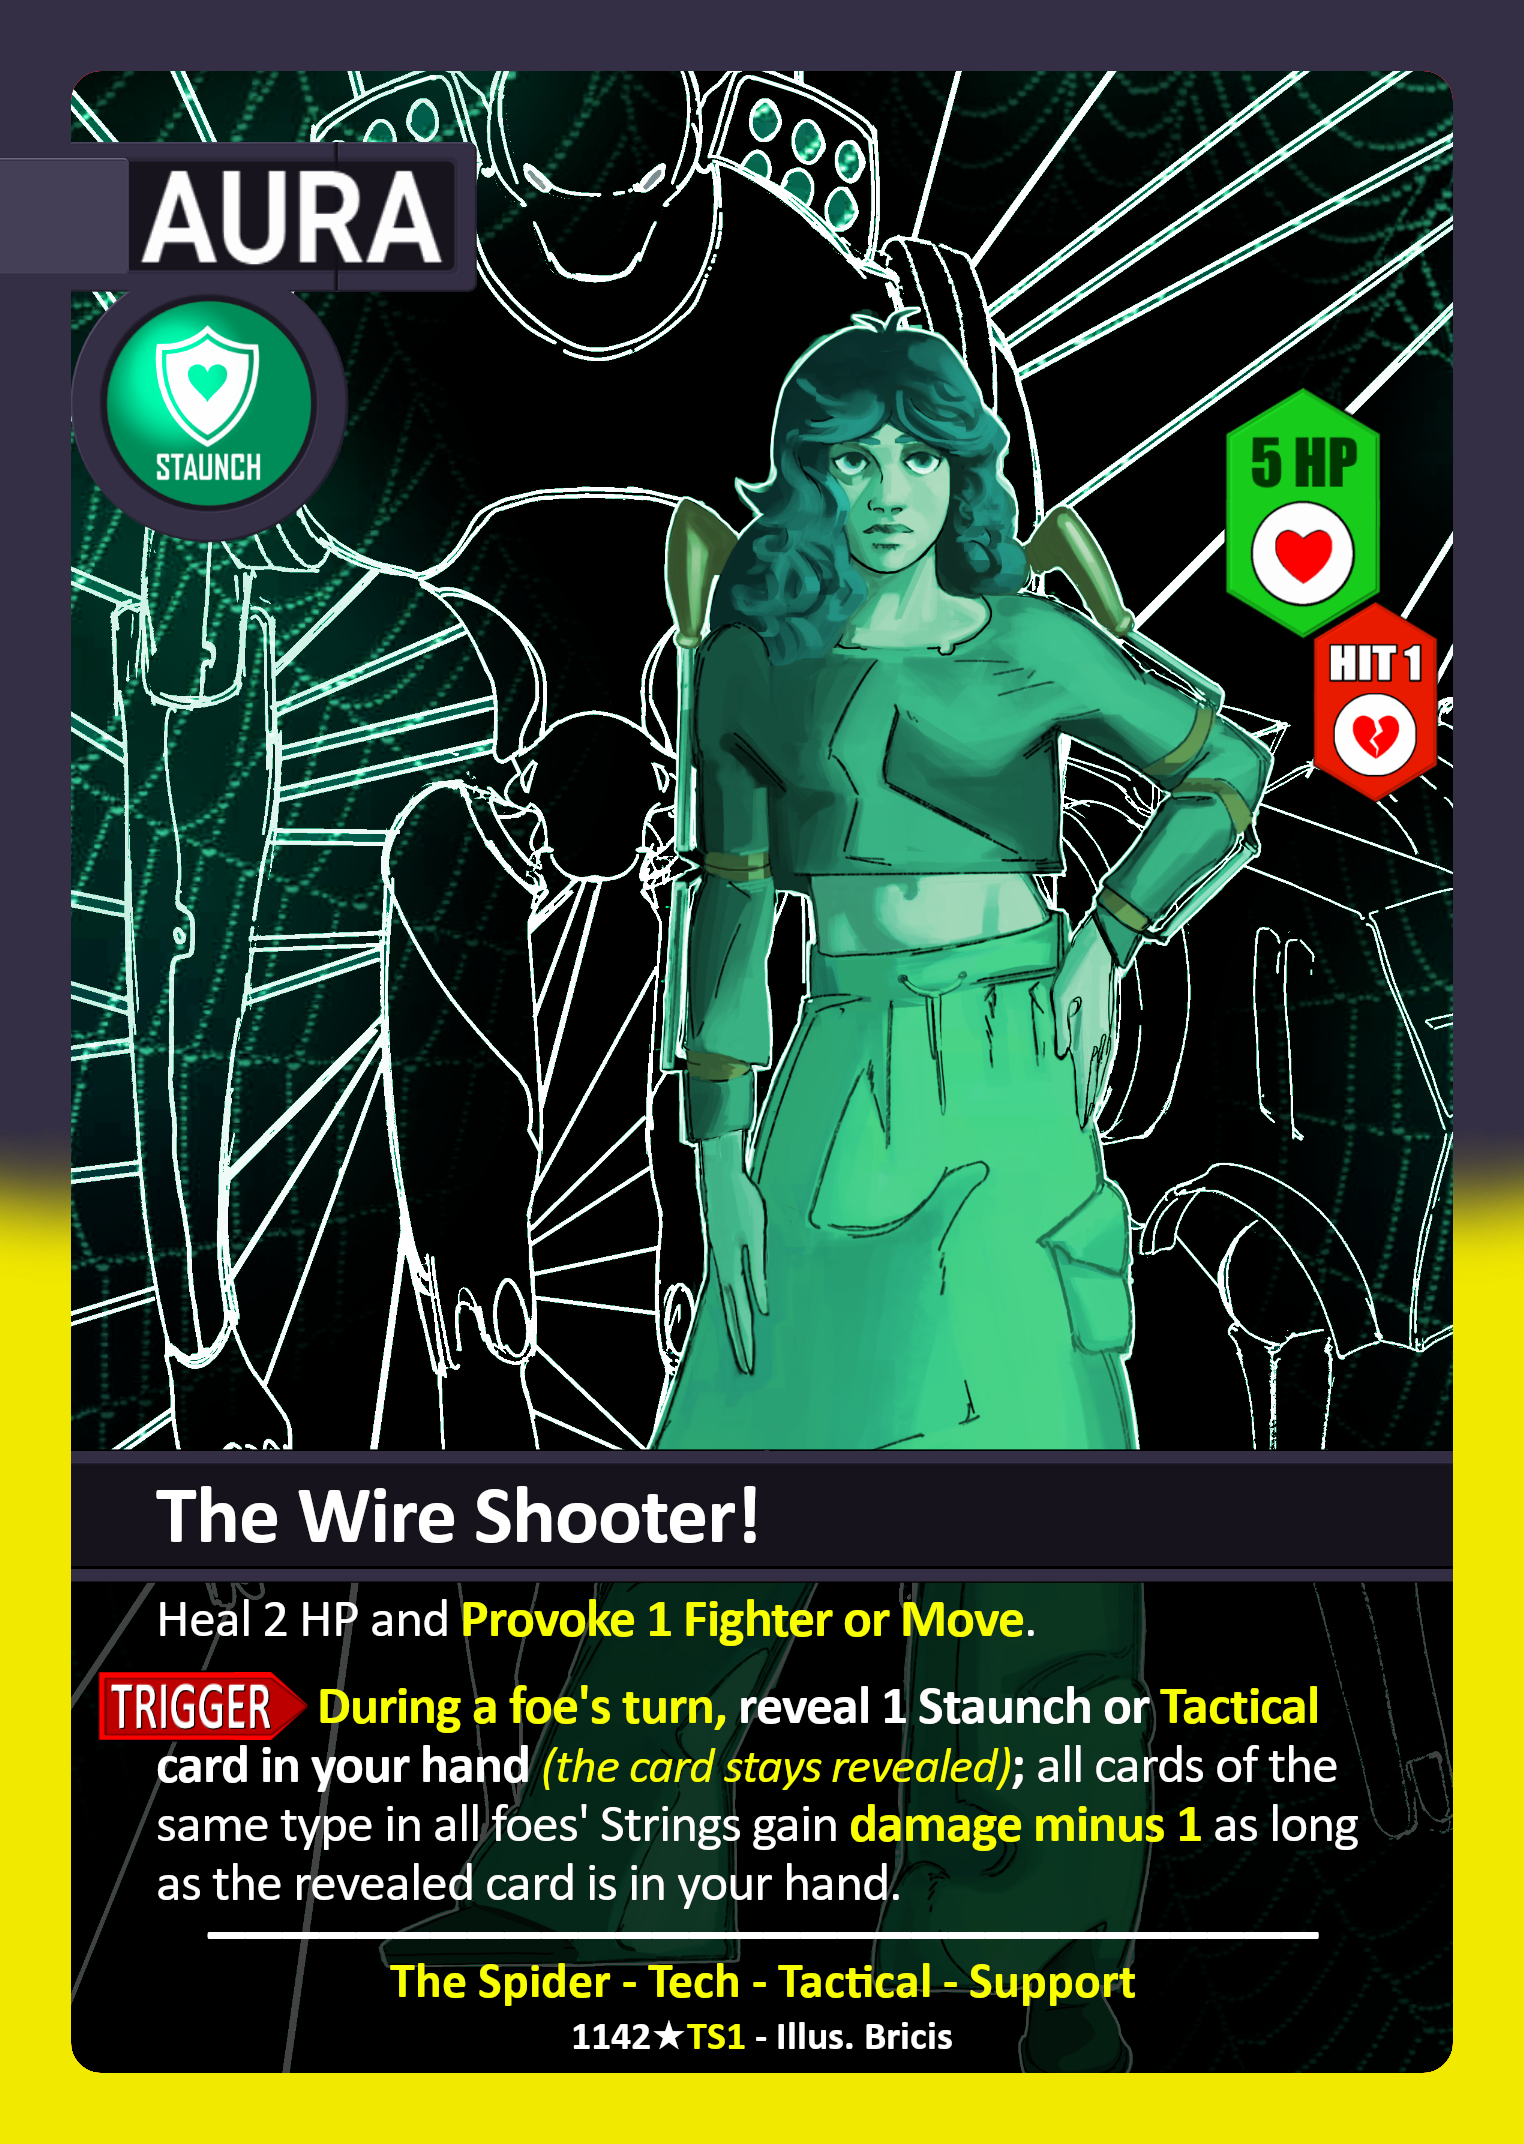 AURA
STAUNCH
5 HP
HIT 1
The Wire Shooter!
Heal 2 HP and Provoke 1 Fighter or Move.
TRIGGER During a foe's turn, reveal 1 Staunch or Tactical
card in your hand (the card stays revealed); all cards of the
same type in all foes' Strings gain damage minus 1 as long
as the revealed card is in your hand.
The Spider - Tech - Tactical - Support
1142★TS1 - Illus. Bricis